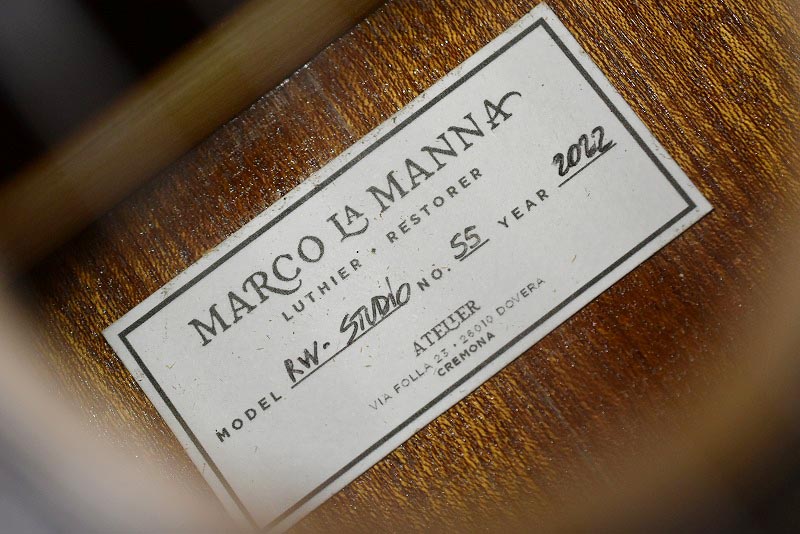 MARCO LA MANNA
LUTHIER • RESTORER
MODEL RW- STUDIO NO. 55 YEAR 2022
ATELIER
VIA FOLLA 23 • 26010 DOVERA
CREMONA